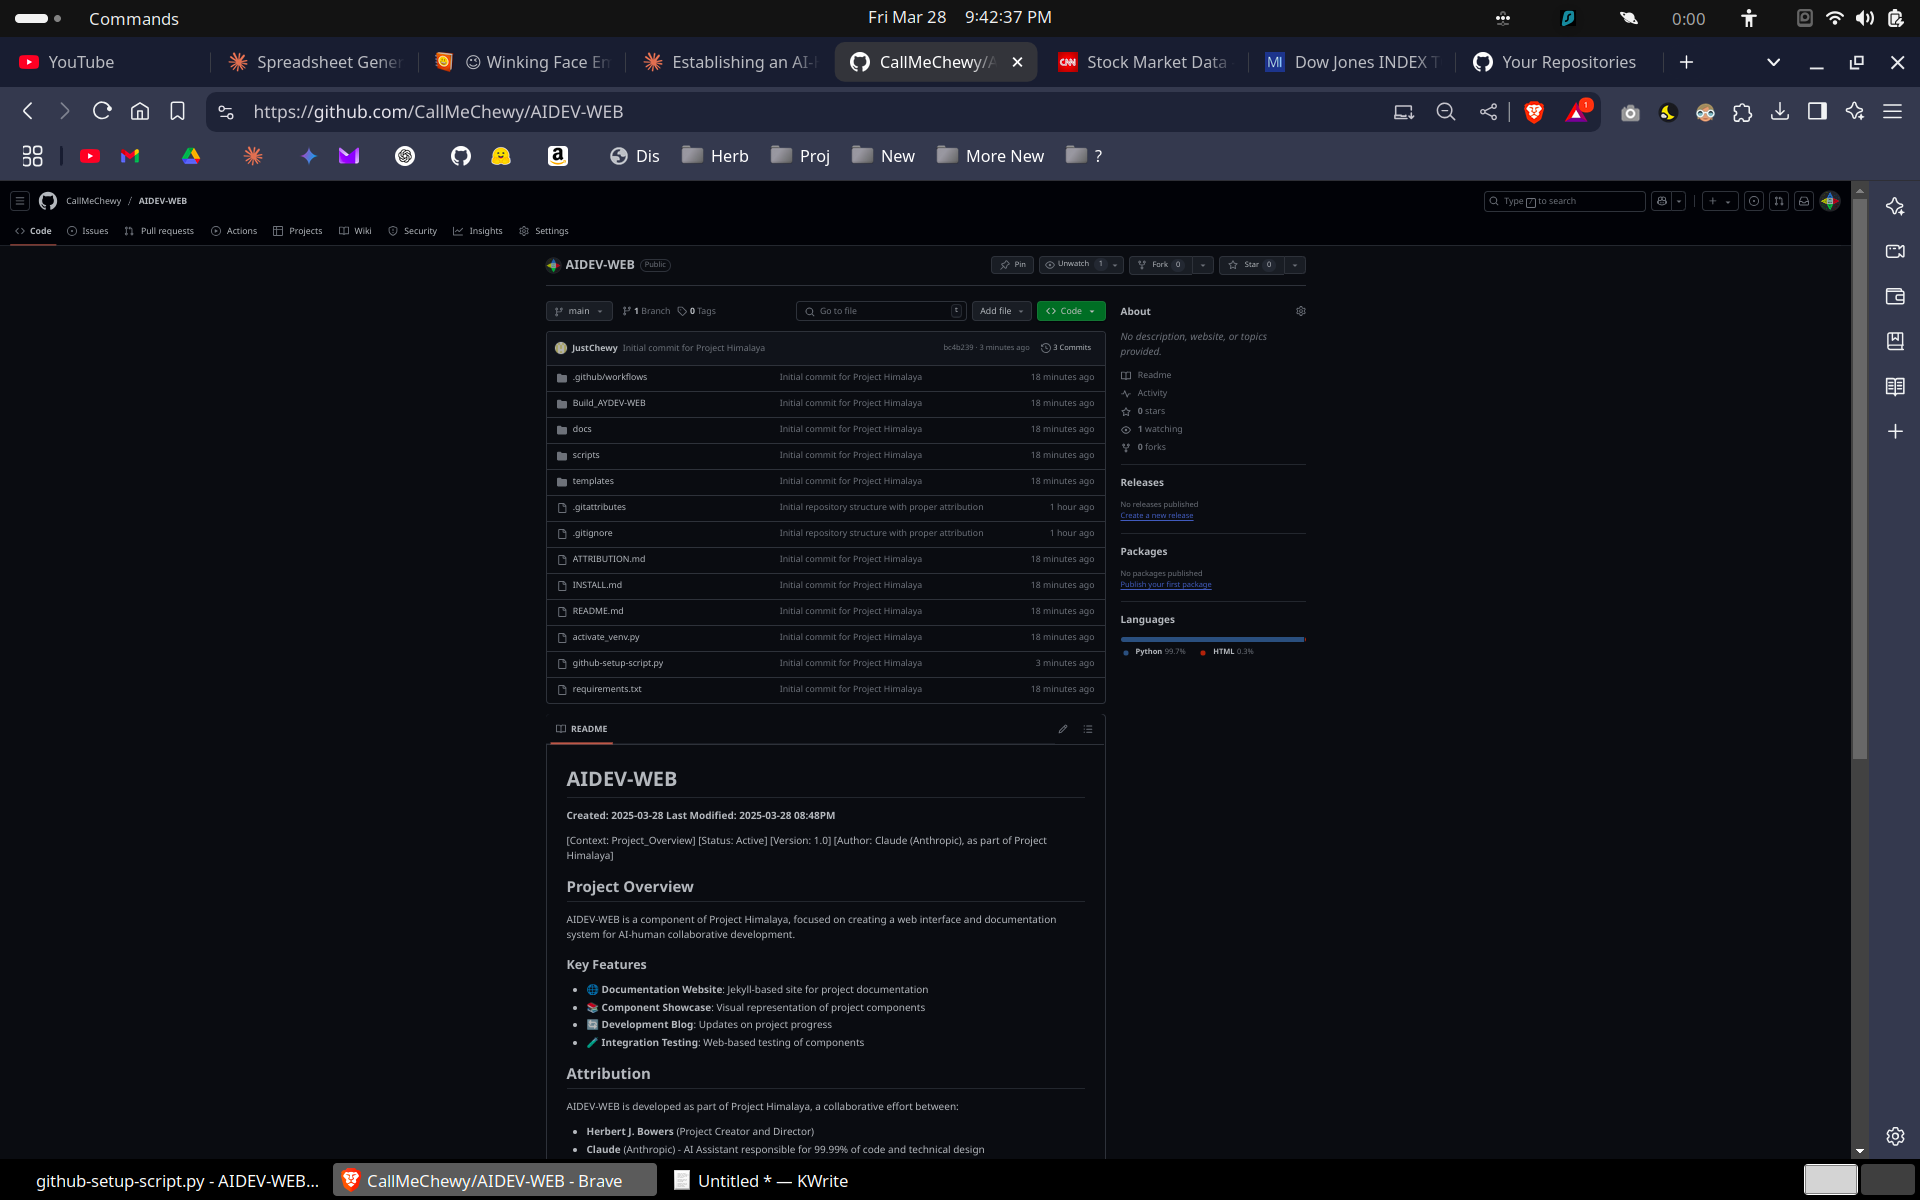 Commands
Fri Mar 28 9:42:37 PM
0:00
YouTube
Spreadsheet Gener
Winking Face Em
Establishing an AI-H
CallMeChewy/A
Stock Market Data
Dow Jones INDEX T
Your Repositories
https://github.com/CallMeChewy/AIDEV-WEB
1
Dis
Herb
Proj
New
More New
?
CallMeChewy / AIDEV-WEB
Type / to search
Code
Issues
Pull requests
Actions
Projects
Wiki
Security
Insights
Settings
AIDEV-WEB Public
Pin
Unwatch 1
Fork 0
Star 0
main
1 Branch
0 Tags
Go to file t
Add file
Code
JustChewy Initial commit for Project Himalaya bc4b239 · 3 minutes ago 3 Commits
.github/workflows Initial commit for Project Himalaya 18 minutes ago
Build_AYDEV-WEB Initial commit for Project Himalaya 18 minutes ago
docs Initial commit for Project Himalaya 18 minutes ago
scripts Initial commit for Project Himalaya 18 minutes ago
templates Initial commit for Project Himalaya 18 minutes ago
.gitattributes Initial repository structure with proper attribution 1 hour ago
.gitignore Initial repository structure with proper attribution 1 hour ago
ATTRIBUTION.md Initial commit for Project Himalaya 18 minutes ago
INSTALL.md Initial commit for Project Himalaya 18 minutes ago
README.md Initial commit for Project Himalaya 18 minutes ago
activate_venv.py Initial commit for Project Himalaya 18 minutes ago
github-setup-script.py Initial commit for Project Himalaya 3 minutes ago
requirements.txt Initial commit for Project Himalaya 18 minutes ago
About
No description, website, or topics
provided.
Readme
Activity
0 stars
1 watching
0 forks
Releases
No releases published
Create a new release
Packages
No packages published
Publish your first package
Languages
Python 99.7% HTML 0.3%
README
AIDEV-WEB
Created: 2025-03-28 Last Modified: 2025-03-28 08:48PM
[Context: Project_Overview] [Status: Active] [Version: 1.0] [Author: Claude (Anthropic), as part of Project
Himalaya]
Project Overview
AIDEV-WEB is a component of Project Himalaya, focused on creating a web interface and documentation
system for AI-human collaborative development.
Key Features
• 🌐 Documentation Website: Jekyll-based site for project documentation
• 📚 Component Showcase: Visual representation of project components
• 🔄 Development Blog: Updates on project progress
• 🧪 Integration Testing: Web-based testing of components
Attribution
AIDEV-WEB is developed as part of Project Himalaya, a collaborative effort between:
• Herbert J. Bowers (Project Creator and Director)
• Claude (Anthropic) - AI Assistant responsible for 99.99% of code and technical design
github-setup-script.py - AIDEV-WEB...
CallMeChewy/AIDEV-WEB - Brave
Untitled * — KWrite